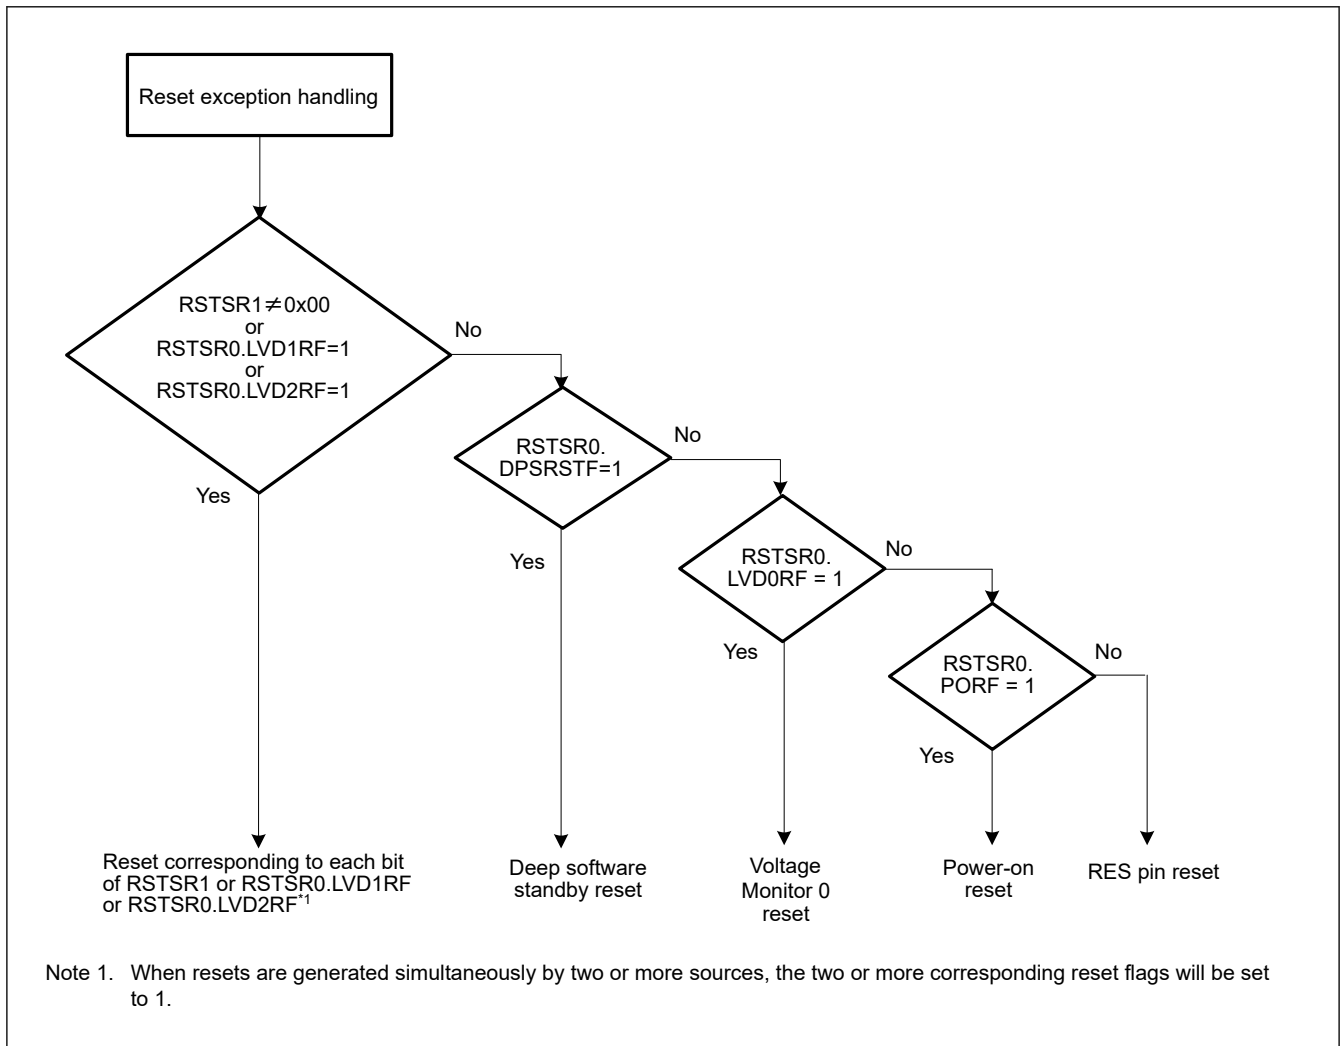 Reset exception handling
RSTSR1≠0x00
or
RSTSR0.LVD1RF=1
or
RSTSR0.LVD2RF=1
No
Yes
RSTSR0.
DPSRSTF=1
No
Yes
RSTSR0.
LVD0RF = 1
No
Yes
RSTSR0.
PORF = 1
No
Yes
Reset corresponding to each bit
of RSTSR1 or RSTSR0.LVD1RF
or RSTSR0.LVD2RF*1
Deep software
standby reset
Voltage
Monitor 0
reset
Power-on
reset
RES pin reset
Note 1. When resets are generated simultaneously by two or more sources, the two or more corresponding reset flags will be set
to 1.